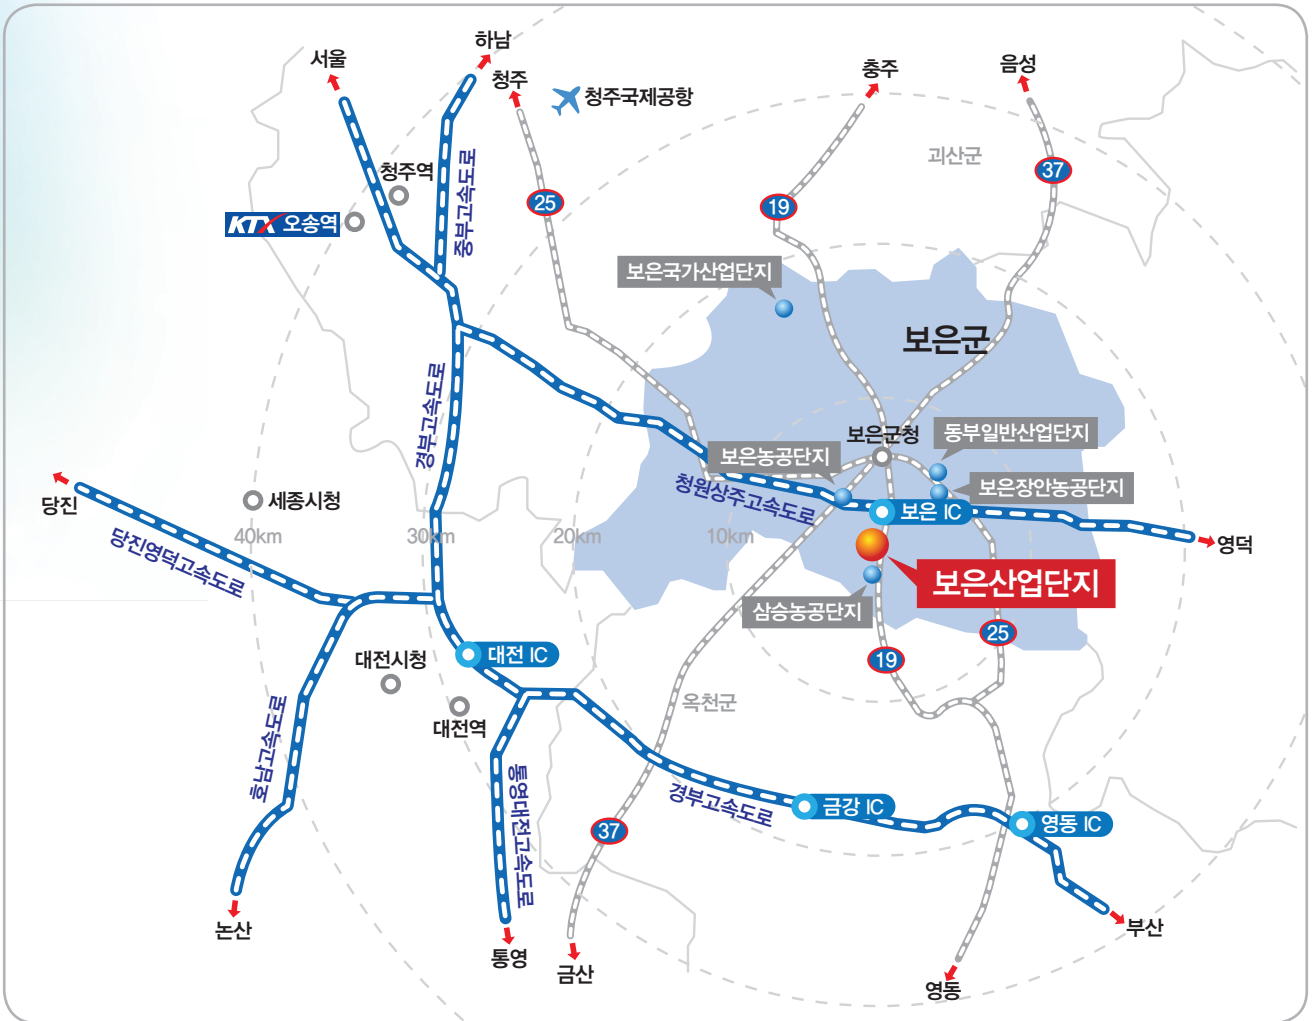 하남
서울
청주
청주국제공항
충주
음성
괴산군
37
청주역
중부고속도로
25
19
KTX 오송역
보은국가산업단지
보은군
경부고속도로
동부일반산업단지
보은군청
보은농공단지
보은장안농공단지
청원상주고속도로
당진
세종시청
보은 IC
40km
30km
20km
10km
영덕
당진영덕고속도로
보은산업단지
삼승농공단지
25
대전 IC
대전시청
19
옥천군
대전역
호남고속도로
통영대전고속도로
경부고속도로
금강 IC
영동 IC
37
논산
부산
통영
금산
영동